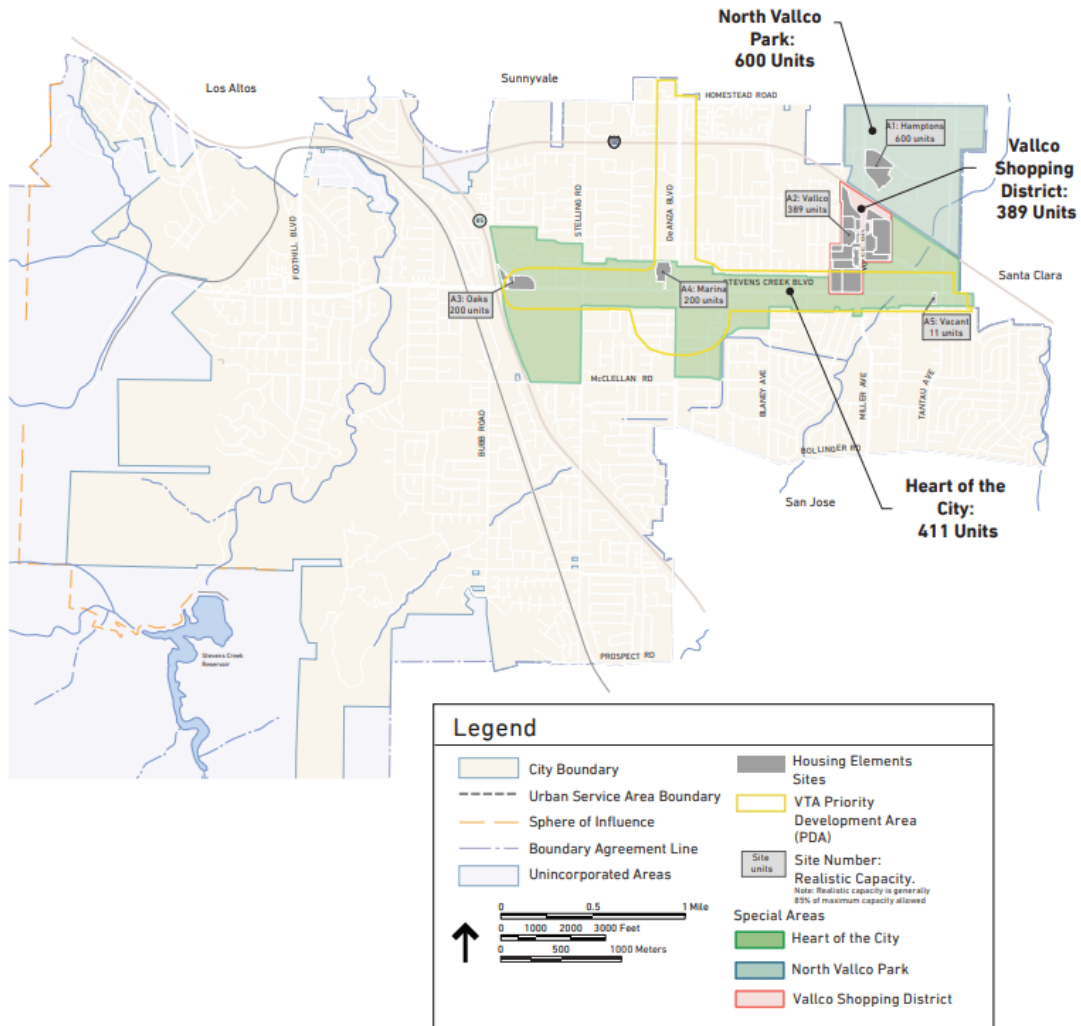 North Vallco
Park:
600 Units
Los Altos
Sunnyvale
HOMESTEAD ROAD
A1: Hamptons
600 units
Vallco
Shopping
District:
389 Units
A2: Vallco
389 units
STELLING RD
DeANZA BLVD
FOOTHILL BLVD
85
STEVENS CREEK BLVD
Santa Clara
A3: Oaks
200 units
A4: Marina
200 units
A5: Vacant
11 units
McCLELLAN RD
BUBB ROAD
BLANEY AVE
MILLER AVE
TANTAU AVE
BOLLINGER RD
San Jose
Heart of the
City:
411 Units
Stevens Creek
Reservoir
PROSPECT RD
Legend
City Boundary
Urban Service Area Boundary
Sphere of Influence
Boundary Agreement Line
Unincorporated Areas
0 0.5 1 Mile
0 1000 2000 3000 Feet
0 500 1000 Meters
Housing Elements
Sites
VTA Priority
Development Area
(PDA)
Site
units
Site Number:
Realistic Capacity.
Note: Realistic capacity is generally
85% of maximum capacity allowed
Special Areas
Heart of the City
North Vallco Park
Vallco Shopping District